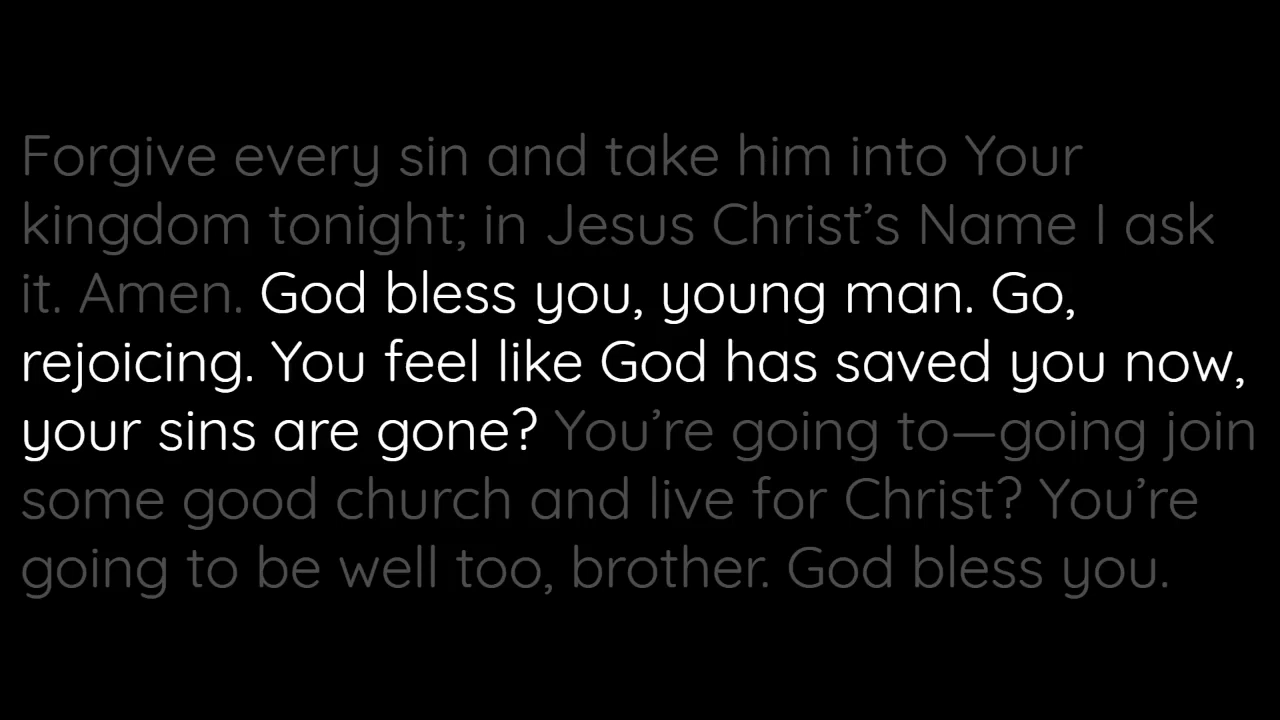 Forgive every sin and take him into Your
kingdom tonight; in Jesus Christ’s Name I ask
it. Amen. God bless you, young man. Go,
rejoicing. You feel like God has saved you now,
your sins are gone? You’re going to—going join
some good church and live for Christ? You’re
going to be well too, brother. God bless you.